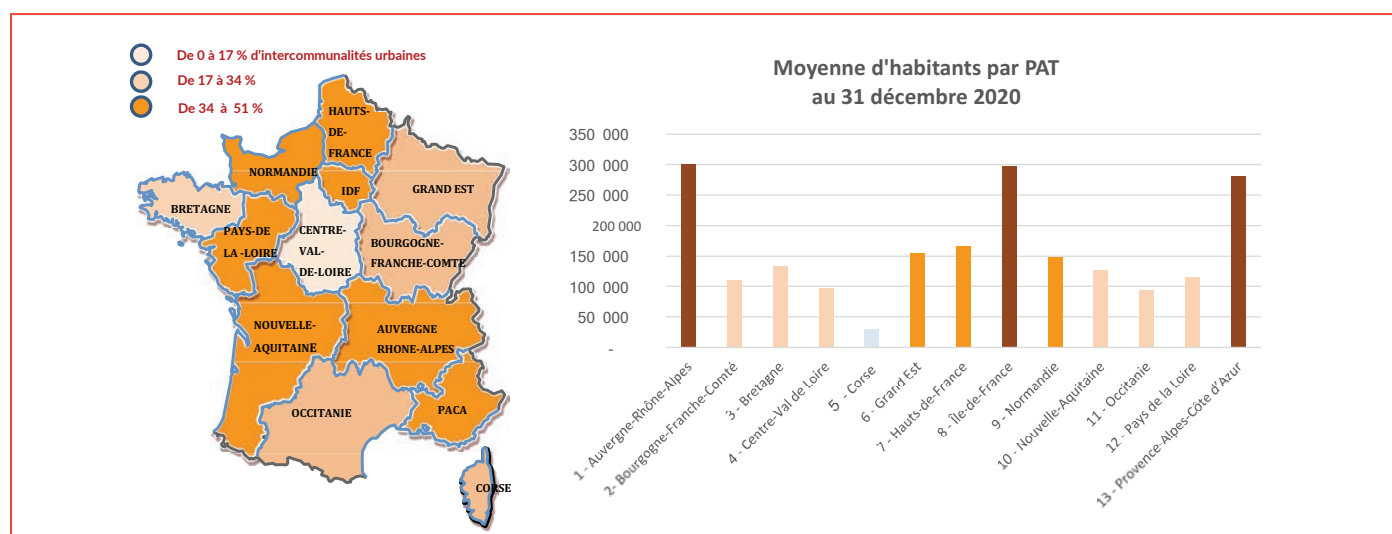 De 0 à 17 % d'intercommunalités urbaines
De 17 à 34 %
De 34 à 51 %
HAUTS-
DE-
FRANCE
NORMANDIE
IDF
GRAND EST
BRETAGNE
PAYS-DE
LA -LOIRE
CENTRE-
VAL-
DE-LOIRE
BOURGOGNE-
FRANCHE-COMTE
NOUVELLE-
AQUITAINE
AUVERGNE
RHONE-ALPES
OCCITANIE
PACA
CORSE
Moyenne d'habitants par PAT
au 31 décembre 2020
350 000
300 000
250 000
200 000
150 000
100 000
50 000
-
1 - Auvergne-Rhône-Alpes
2- Bourgogne-Franche-Comté
3 - Bretagne
4 - Centre-Val de Loire
5 - Corse
6 - Grand Est
7 - Hauts-de-France
8 - Île-de-France
9 - Normandie
10 - Nouvelle-Aquitaine
11 - Occitanie
12 - Pays de la Loire
13 - Provence-Alpes-Côte d'Azur